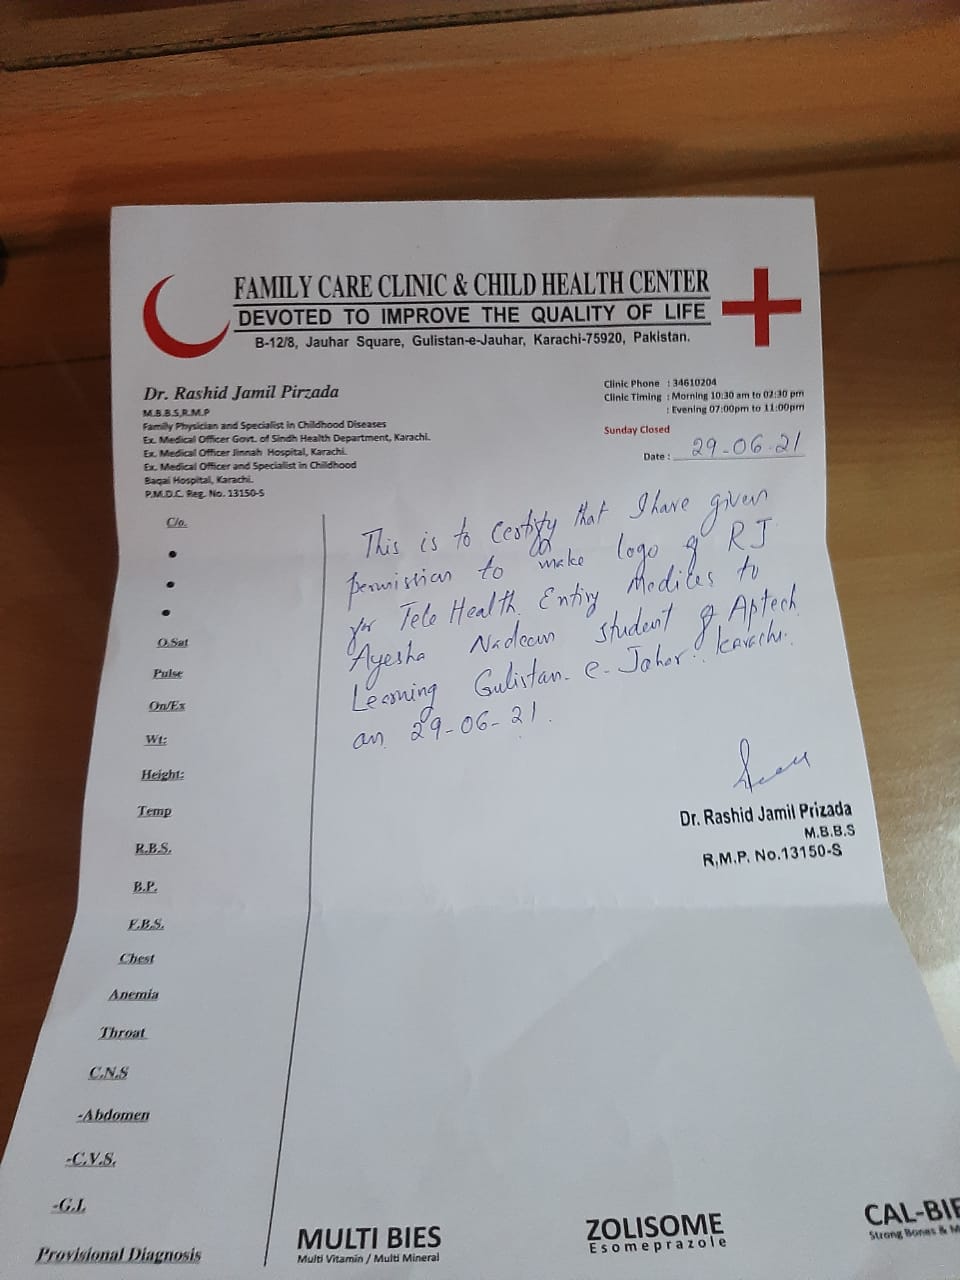 FAMILY CARE CLINIC & CHILD HEALTH CENTER
DEVOTED TO IMPROVE THE QUALITY OF LIFE
B-12/8, Jauhar Square, Gulistan-e-Jauhar, Karachi-75920, Pakistan.
Dr. Rashid Jamil Pirzada
M.B.B.S,R.M.P
Family Physician and Specialist in Childhood Diseases
Ex. Medical Officer Govt. of Sindh Health Department, Karachi.
Ex. Medical Officer Jinnah Hospital, Karachi.
Ex. Medical Officer and Specialist in Childhood
Baqai Hospital, Karachi.
P.M.D.C. Reg. No. 13150-S
Clinic Phone : 34610204
Clinic Timing : Morning 10:30 am to 02:30 pm
: Evening 07:00pm to 11:00pm
Sunday Closed
Date : 29-06-21
C/o.
O.Sat
Pulse
On/Ex
Wt:
Height:
Temp
R.B.S.
B.P.
F.B.S.
Chest
Anemia
Throat
C.N.S
-Abdomen
-C.V.S.
-G.I.
Provisional Diagnosis
This is to certify that I have given
permission to make logo of RJ
for Tele Health to
Ayesha Nadeem student of Aptech
Learning Gulistan-e-Johar. Karachi.
on 29-06-21.
Dr. Rashid Jamil Prizada
M.B.B.S
R,M.P. No.13150-S
MULTI BIES
Multi Vitamin / Multi Mineral
ZOLISOME
Esomeprazole
CAL-BIE
Strong Bones & M